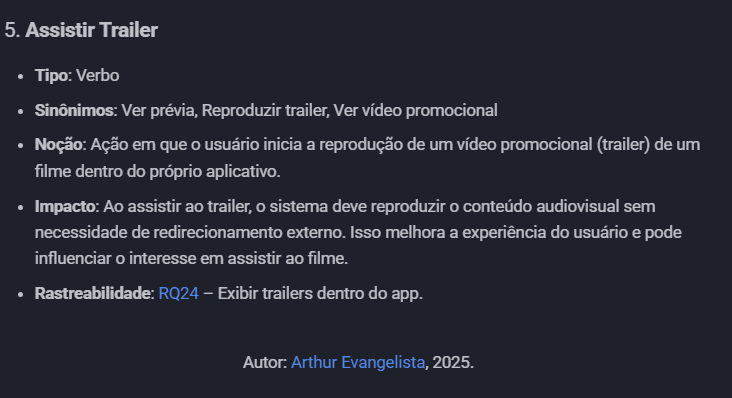 5. Assistir Trailer
• Tipo: Verbo
• Sinônimos: Ver prévia, Reproduzir trailer, Ver vídeo promocional
• Noção: Ação em que o usuário inicia a reprodução de um vídeo promocional (trailer) de um
filme dentro do próprio aplicativo.
• Impacto: Ao assistir ao trailer, o sistema deve reproduzir o conteúdo audiovisual sem
necessidade de redirecionamento externo. Isso melhora a experiência do usuário e pode
influenciar o interesse em assistir ao filme.
• Rastreabilidade: RQ24 – Exibir trailers dentro do app.
Autor: Arthur Evangelista, 2025.